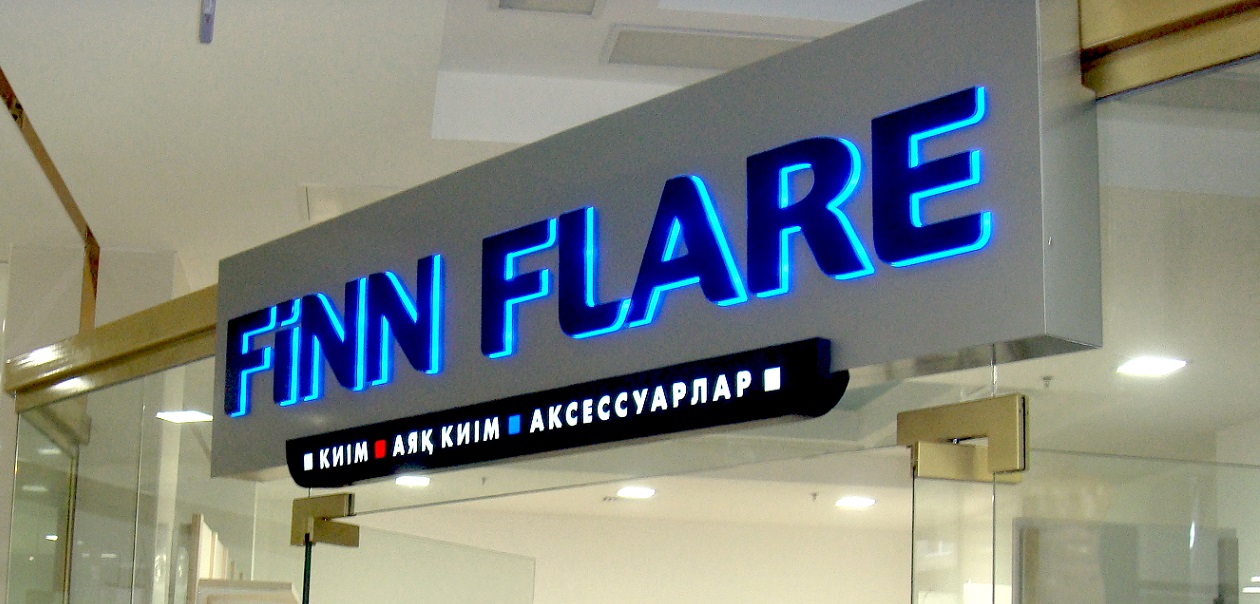 FiNN FLARE
▪ КИІМ ▪ АЯҚ КИІМ ▪ АКСЕССУАРЛАР ▪